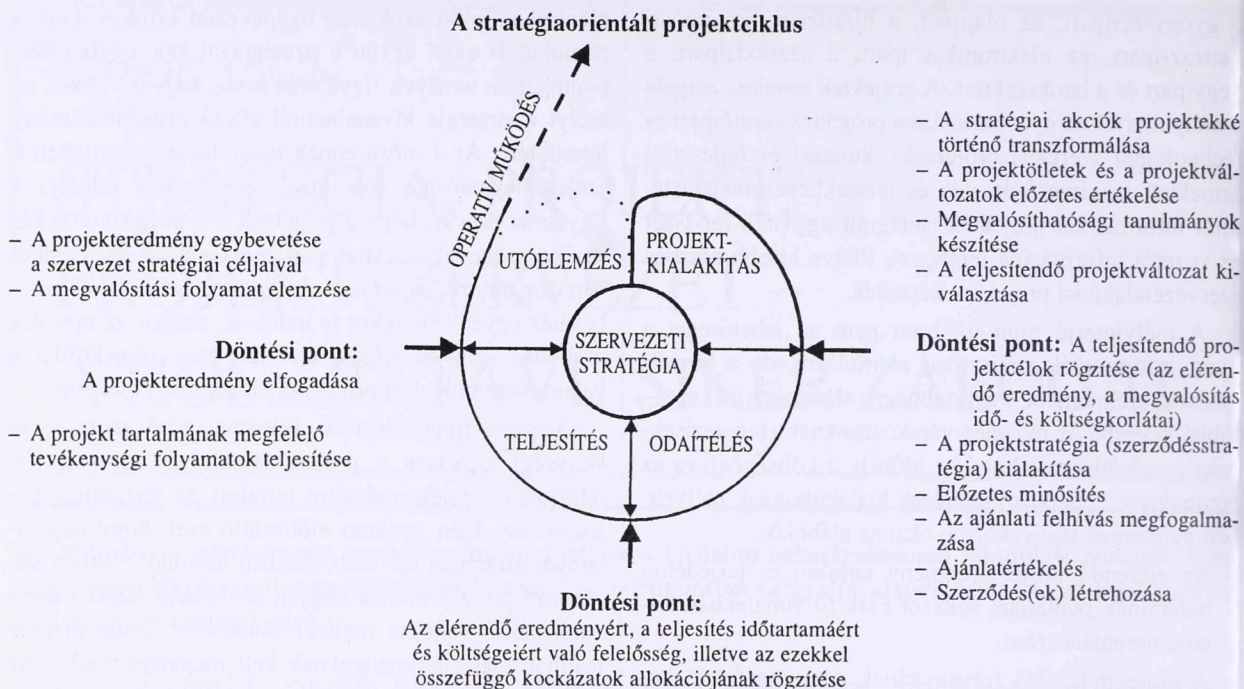 A stratégiaorientált projektciklus
OPERATIV MŰKÖDÉS
– A projekteredmény egybevetése
a szervezet stratégiai céljaival
– A megvalósítási folyamat elemzése
Döntési pont:
A projekteredmény elfogadása
– A projekt tartalmának megfelelő
tevékenységi folyamatok teljesítése
UTÓELEMZÉS
PROJEKT-
KIALAKÍTÁS
SZERVEZETI
STRATÉGIA
TELJESÍTÉS
ODAÍTÉLÉS
– A stratégiai akciók projektekké
történő transzformálása
– A projektötletek és a projektvál-
tozatok előzetes értékelése
– Megvalósíthatósági tanulmányok
készítése
– A teljesítendő projektváltozat ki-
választása
Döntési pont: A teljesítendő pro-
jektcélok rögzítése (az eléren-
dő eredmény, a megvalósítás
idő- és költségkorlátai)
– A projektstratégia (szerződésstra-
tégia) kialakítása
– Előzetes minősítés
– Az ajánlati felhívás megfogalma-
zása
– Ajánlatértékelés
– Szerződés(ek) létrehozása
Döntési pont:
Az elérendő eredményért, a teljesítés időtartamáért
és költségeiért való felelősség, illetve az ezekkel
összefüggő kockázatok allokációjának rögzítése